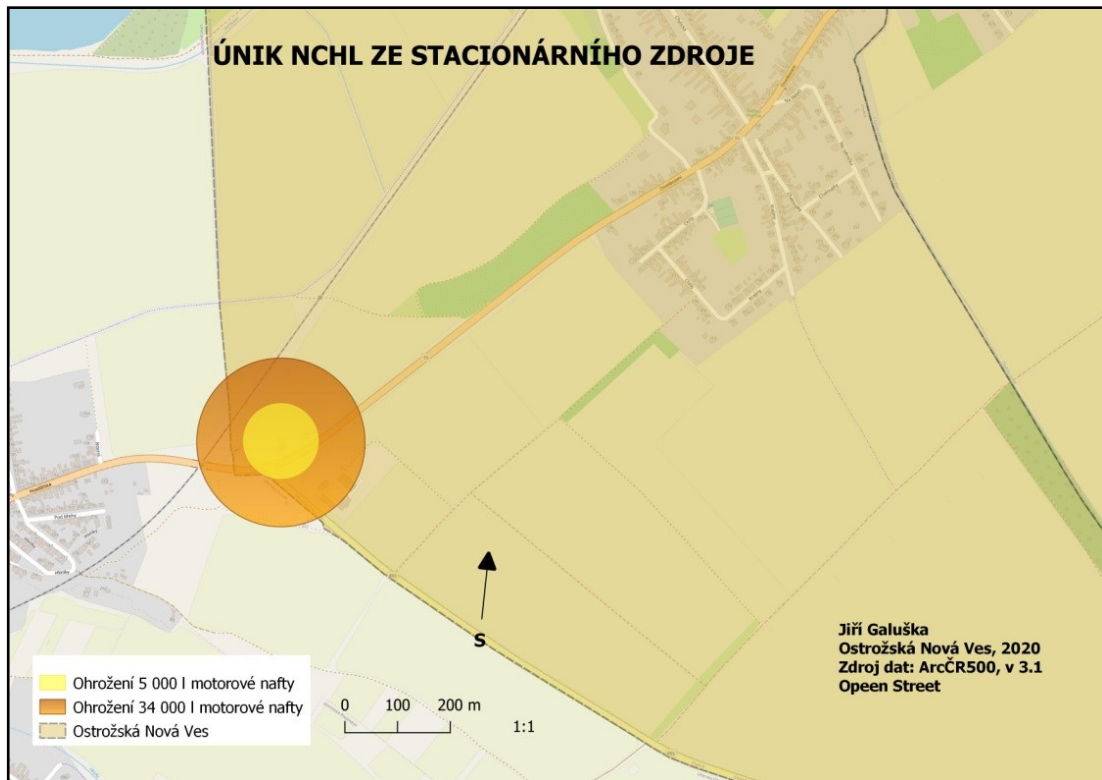 ÚNIK NCHL ZE STACIONÁRNÍHO ZDROJE
S
Jiří Galuška
Ostrožská Nová Ves, 2020
Zdroj dat: ArcČR500, v 3.1
Opeen Street
Ohrožení 5 000 l motorové nafty
Ohrožení 34 000 l motorové nafty
Ostrožská Nová Ves
0 100 200 m
1:1